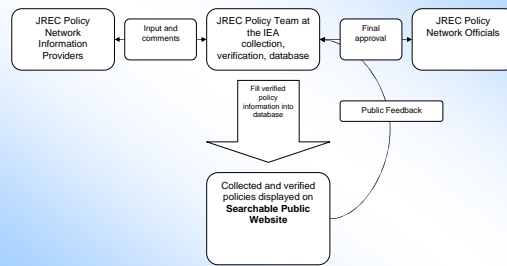 JREC Policy
Network
Information
Providers
Input and
comments
JREC Policy Team at
the IEA
collection,
verification, database
Final
approval
JREC Policy
Network Officials
Fill verified
policy
information into
database
Public Feedback
Collected and verified
policies displayed on
Searchable Public
Website